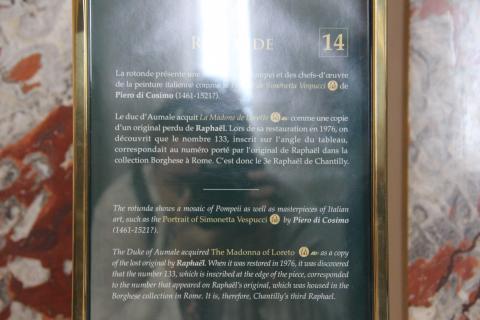 14
La rotonde présente une et des chefs-d'œuvre
de la peinture italienne comme le de Simonetta Vespucci de
Piero di Cosimo (1461-1521?).
Le duc d'Aumale acquit La Madone de Lorette comme une copie
d'un original perdu de Raphaël. Lors de sa restauration en 1976, on
découvrit que le nombre 133, inscrit sur l'angle du tableau,
correspondait au numéro porté par l'original de Raphaël dans la
collection Borghese à Rome. C'est donc le 3e Raphaël de Chantilly.
The rotunda shows a mosaic of Pompeii as well as masterpieces of Italian
art, such as the Portrait of Simonetta Vespucci by Piero di Cosimo
(1461-1521?).
The Duke of Aumale acquired The Madonna of Loreto as a copy
of the lost original by Raphaël. When it was restored in 1976, it was discovered
that the number 133, which is inscribed at the edge of the piece, corresponded
to the number that appeared on Raphaël's original, which was housed in the
Borghese collection in Rome. It is, therefore, Chantilly's third Raphael.